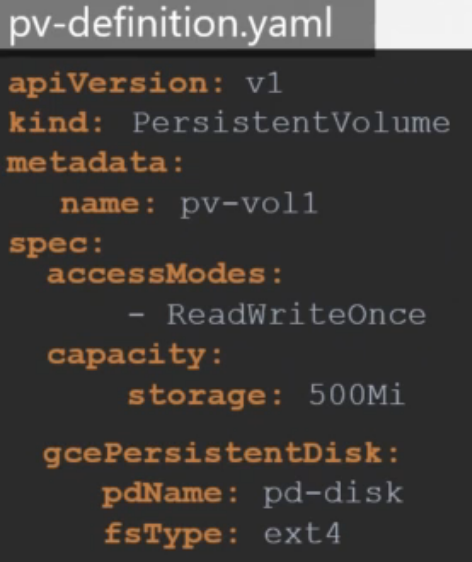 pv-definition.yaml
apiVersion: v1
kind: PersistentVolume
metadata:
name: pv-vol1
spec:
accessModes:
- ReadWriteOnce
capacity:
storage: 500Mi
gcePersistentDisk:
pdName: pd-disk
fsType: ext4